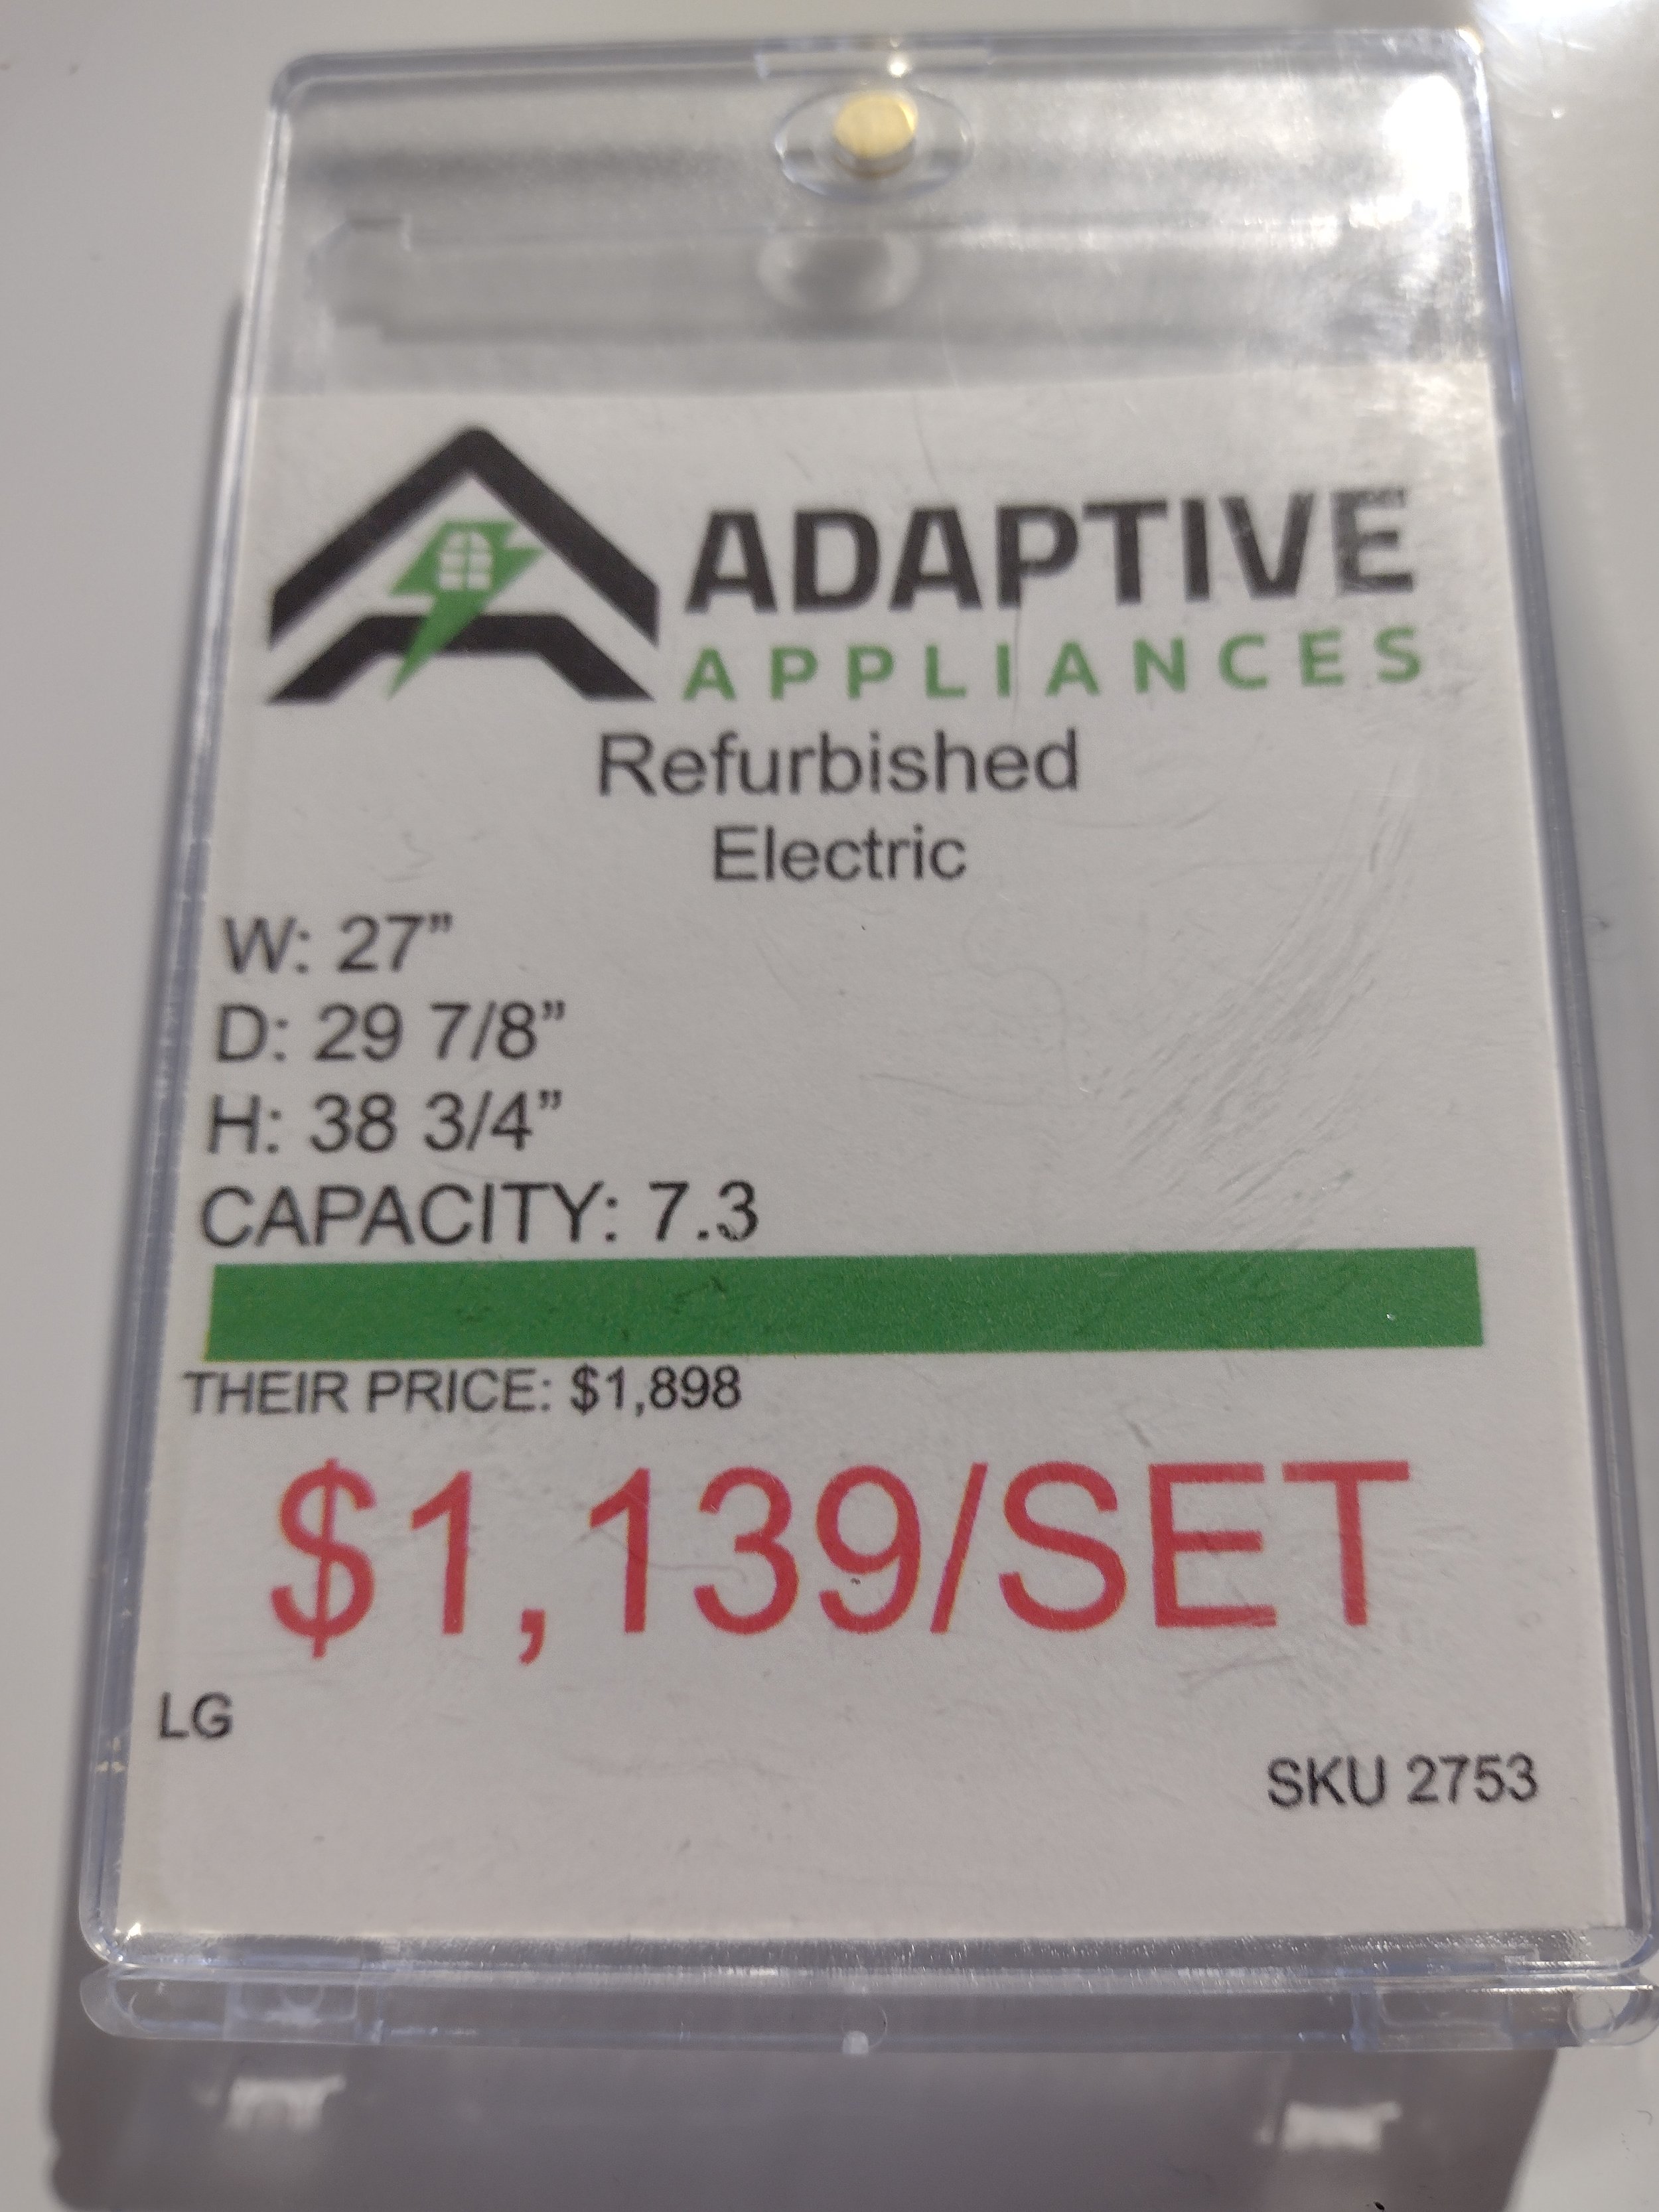 ADAPTIVE
APPLIANCES
Refurbished
Electric
W: 27”
D: 29 7/8”
H: 38 3/4”
CAPACITY: 7.3
THEIR PRICE: $1,898
$1,139/SET
LG
SKU 2753